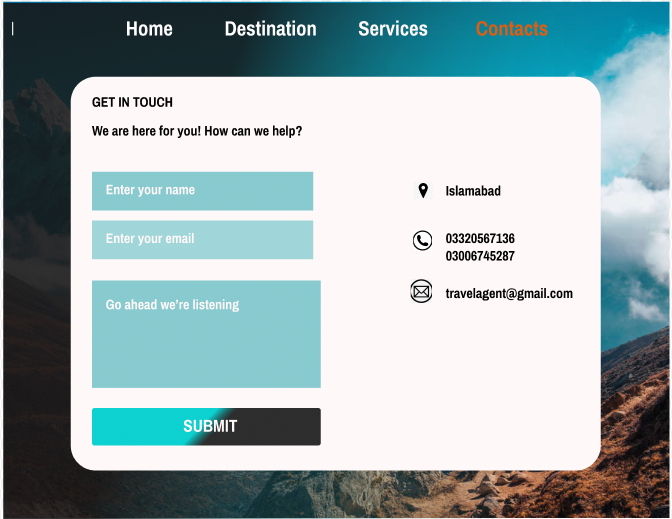 Home Destination Services Contacts
GET IN TOUCH
We are here for you! How can we help?
Enter your name
Enter your email
Go ahead we're listening
SUBMIT
Islamabad
03320567136
03006745287
travelagent@gmail.com